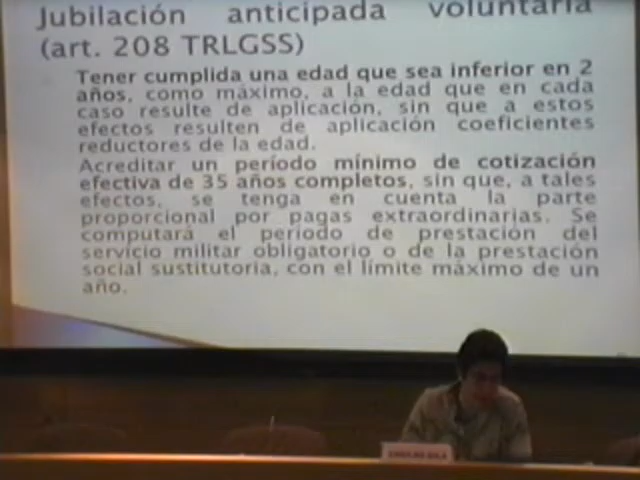 Jubilación anticipada voluntaria
(art. 208 TRLGSS)
Tener cumplida una edad que sea inferior en 2
años, como máximo, a la edad que en cada
caso resulte de aplicación, sin que a estos
efectos resulten de aplicación coeficientes
reductores de la edad.
Acreditar un período mínimo de cotización
efectiva de 35 años completos, sin que, a tales
efectos, se tenga en cuenta la parte
proporcional por pagas extraordinarias. Se
computará el período de prestación del
servicio militar obligatorio o de la prestación
social sustitutoria, con el límite máximo de un
año.